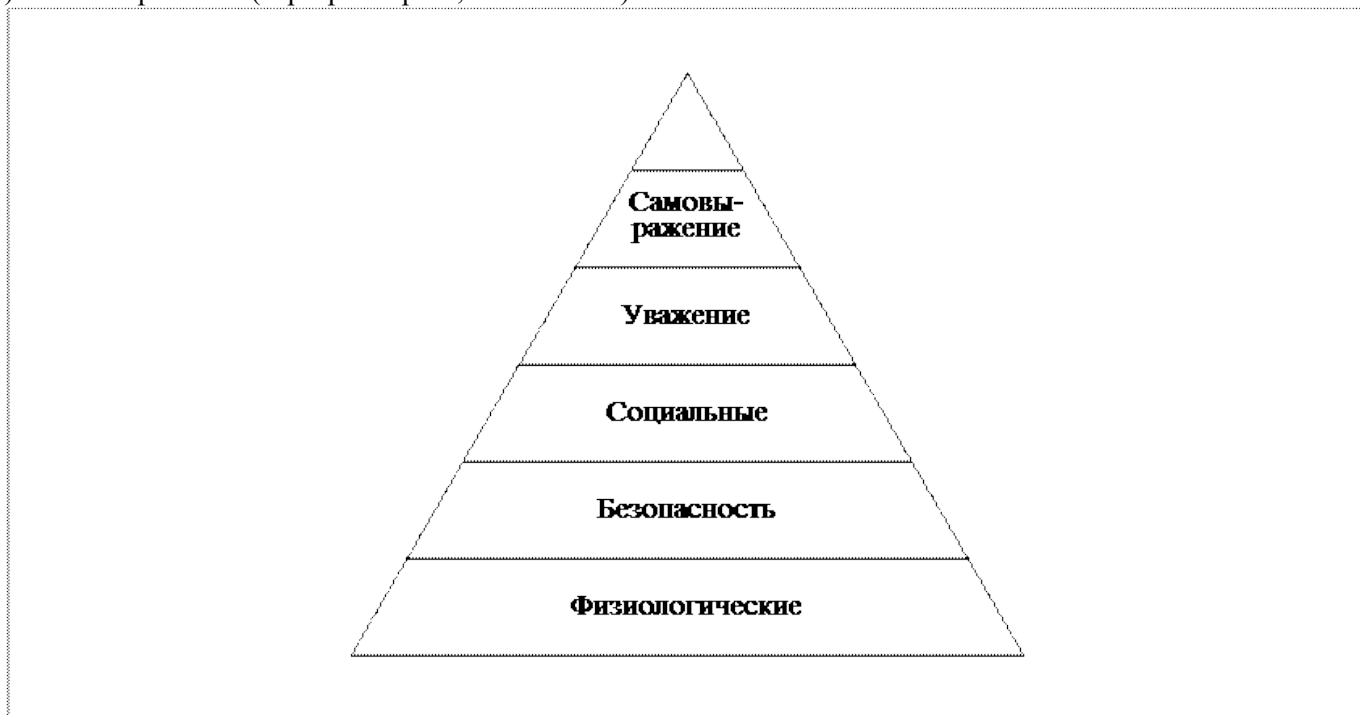 Самовы-
ражение
Уважение
Социальные
Безопасность
Физиологические